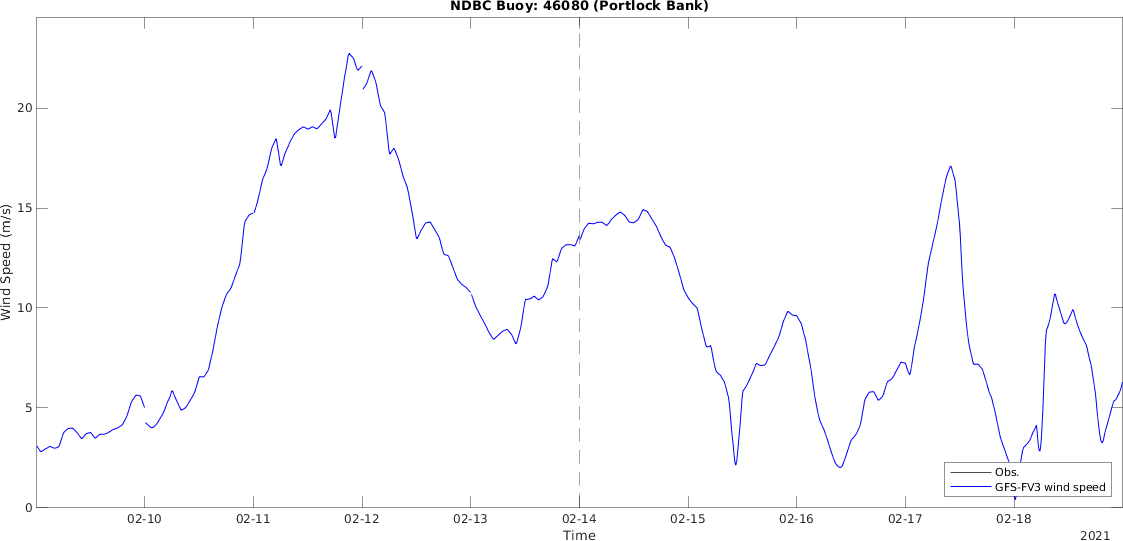 NDBC Buoy: 46080 (Portlock Bank)
Wind Speed (m/s)
20
15
10
5
0
02-10 02-11 02-12 02-13 02-14 02-15 02-16 02-17 02-18
Time
2021
Obs.
GFS-FV3 wind speed